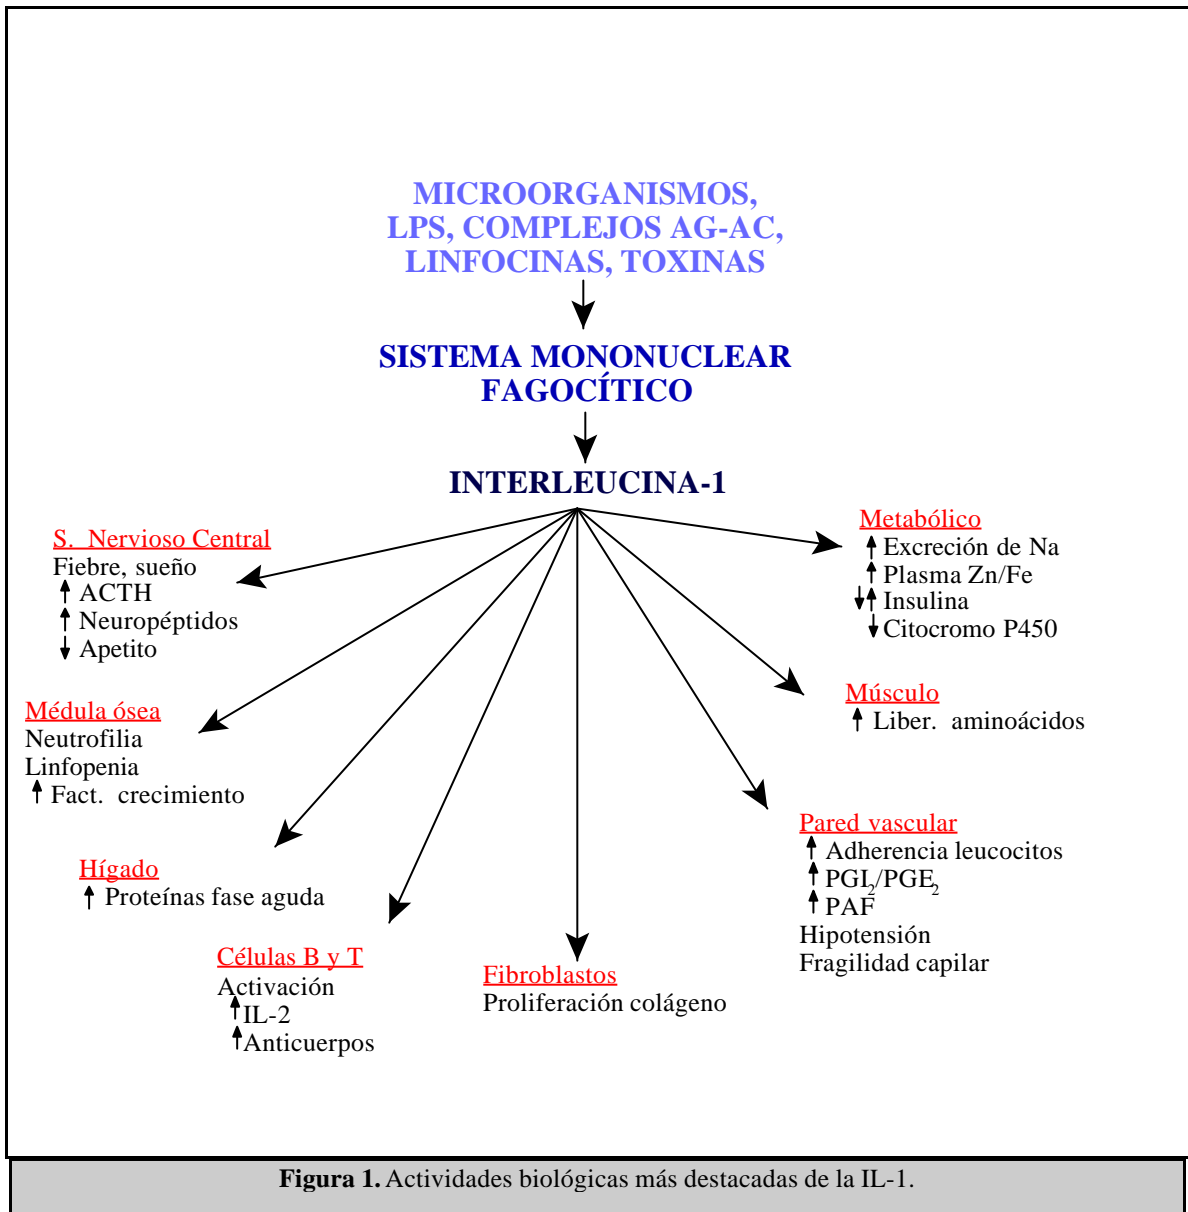 MICROORGANISMOS,
LPS, COMPLEJOS AG-AC,
LINFOCINAS, TOXINAS
SISTEMA MONONUCLEAR
FAGOCÍTICO
INTERLEUCINA-1
S. Nervioso Central
Fiebre, sueño
↑ ACTH
↑ Neuropéptidos
↓ Apetito
Médula ósea
Neutrofilia
Linfopenia
↑ Fact. crecimiento
Hígado
↑ Proteínas fase aguda
Células B y T
Activación
↑IL-2
↑Anticuerpos
Fibroblastos
Proliferación colágeno
Pared vascular
↑ Adherencia leucocitos
↑ PGI₂/PGE₂
↑ PAF
Hipotensión
Fragilidad capilar
Músculo
↑ Liber. aminoácidos
Metabólico
↑ Excreción de Na
↑ Plasma Zn/Fe
↓↑ Insulina
↓ Citocromo P450
Figura 1. Actividades biológicas más destacadas de la IL-1.